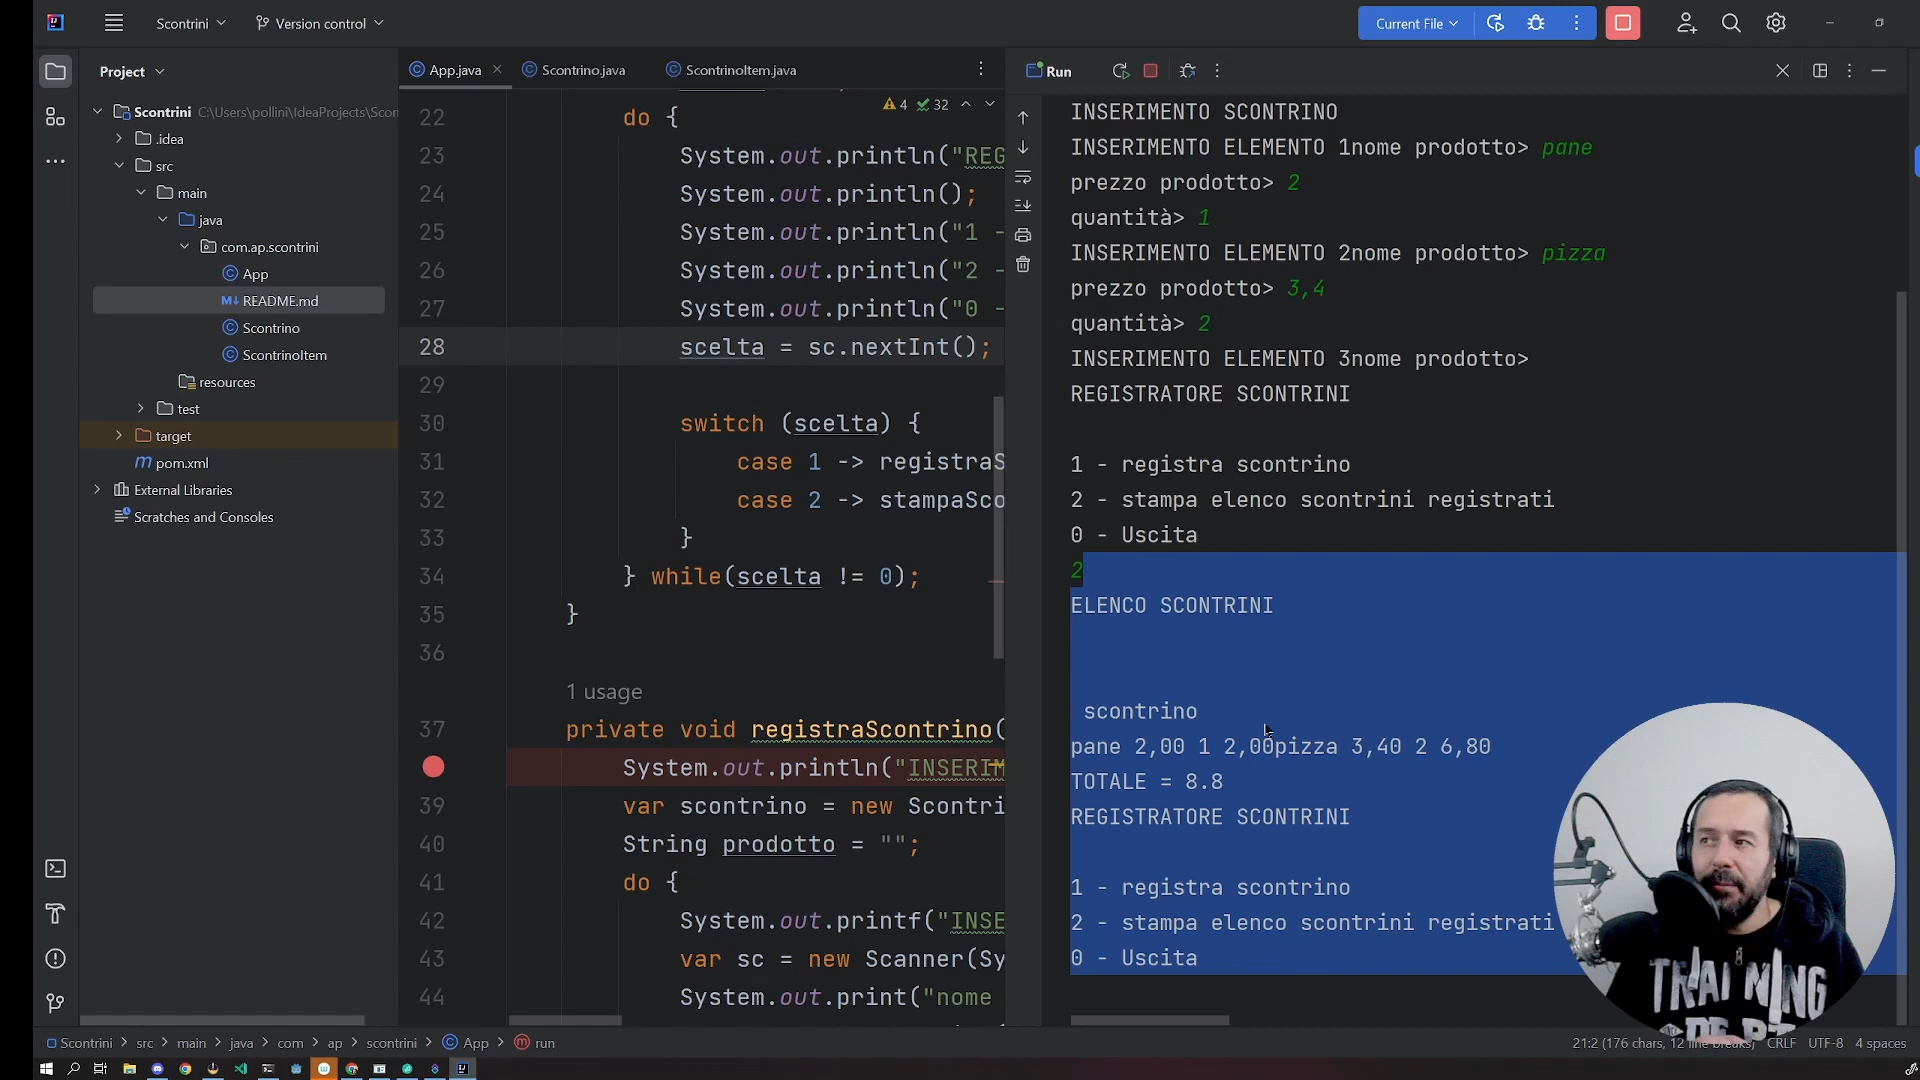 Scontrini
Version control
Current File
Project
Scontrini C:\Users\pollini\IdeaProjects\Scon
.idea
src
main
java
com.ap.scontrini
App
README.md
Scontrino
ScontrinoItem
resources
test
target
pom.xml
External Libraries
Scratches and Consoles
App.java
Scontrino.java
ScontrinoItem.java
4 32
22 do {
23 System.out.println("REG
24 System.out.println();
25 System.out.println("1 -
26 System.out.println("2 -
27 System.out.println("0 -
28 scelta = sc.nextInt();
29
30 switch (scelta) {
31 case 1 -> registraS
32 case 2 -> stampaSco
33 }
34 } while(scelta != 0);
35 }
36
1 usage
37 private void registraScontrino(
System.out.println("INSERIM
39 var scontrino = new Scontri
40 String prodotto = "";
41 do {
42 System.out.printf("INSE
43 var sc = new Scanner(Sy
44 System.out.print("nome
Run
INSERIMENTO SCONTRINO
INSERIMENTO ELEMENTO 1nome prodotto> pane
prezzo prodotto> 2
quantità> 1
INSERIMENTO ELEMENTO 2nome prodotto> pizza
prezzo prodotto> 3,4
quantità> 2
INSERIMENTO ELEMENTO 3nome prodotto>
REGISTRATORE SCONTRINI
1 - registra scontrino
2 - stampa elenco scontrini registrati
0 - Uscita
2
ELENCO SCONTRINI
scontrino
pane 2,00 1 2,00pizza 3,40 2 6,80
TOTALE = 8.8
REGISTRATORE SCONTRINI
1 - registra scontrino
2 - stampa elenco scontrini registrati
0 - Uscita
TRAINING
Scontrini > src > main > java > com > ap > scontrini > App > run
21:2 (176 chars, 12 line breaks) CRLF UTF-8 4 spaces